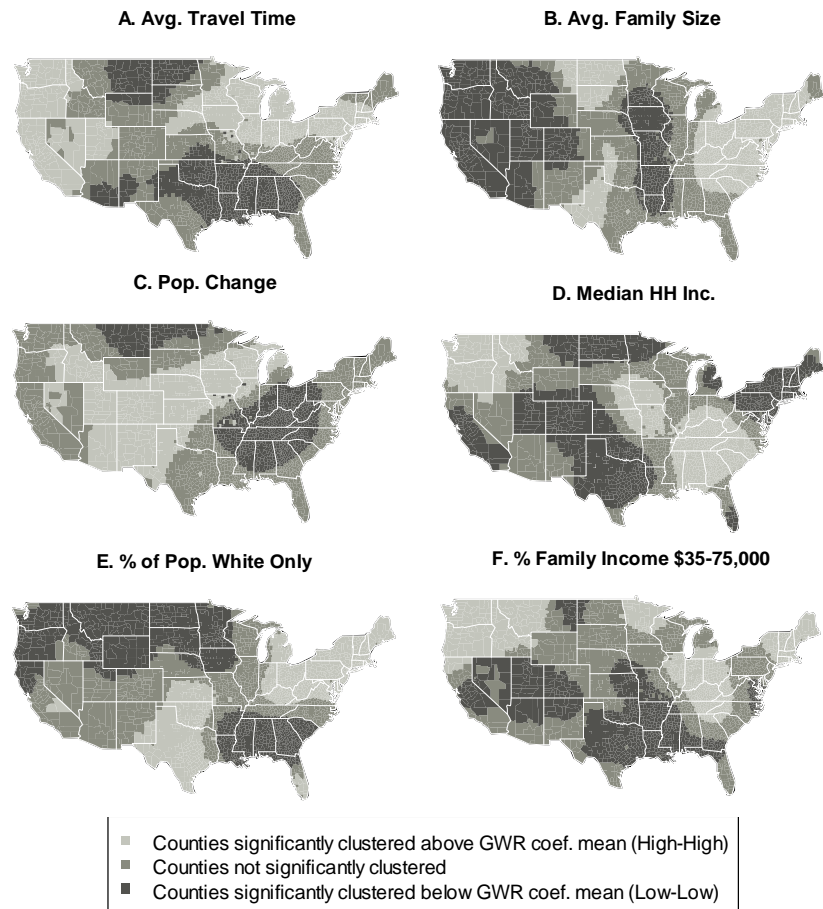 A. Avg. Travel Time
B. Avg. Family Size
C. Pop. Change
D. Median HH Inc.
E. % of Pop. White Only
F. % Family Income $35-75,000
Counties significantly clustered above GWR coef. mean (High-High)
Counties not significantly clustered
Counties significantly clustered below GWR coef. mean (Low-Low)